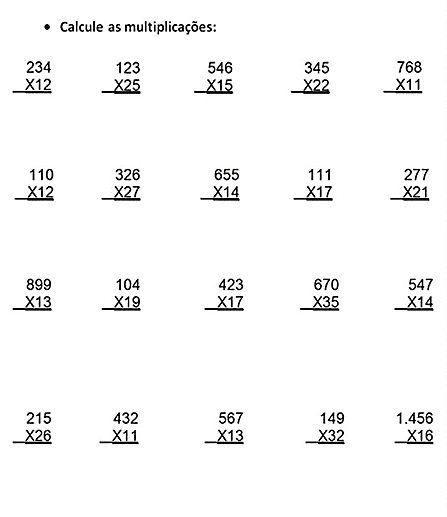 • Calcule as multiplicações:
234 123 546 345 768
X12 X25 X15 X22 X11
110 326 655 111 277
X12 X27 X14 X17 X21
899 104 423 670 547
X13 X19 X17 X35 X14
215 432 567 149 1.456
X26 X11 X13 X32 X16